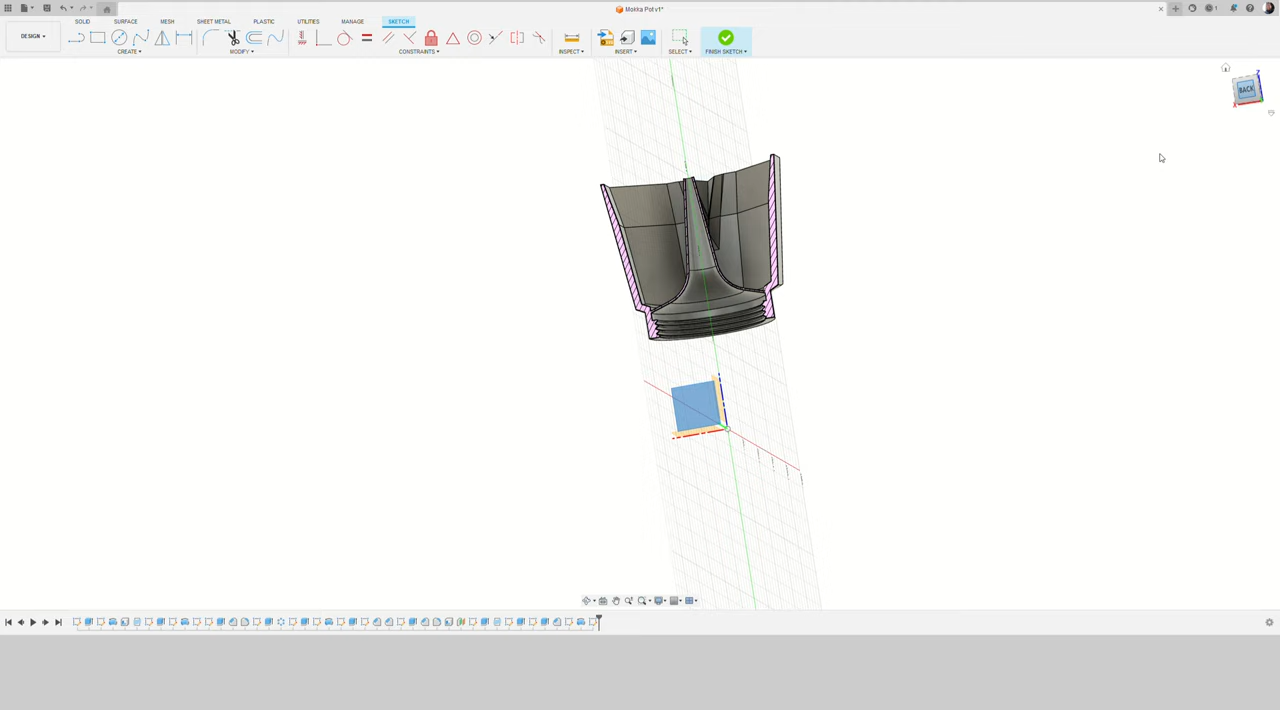 Mokka Pot v1*
SOLID SURFACE MESH SHEET METAL PLASTIC UTILITIES MANAGE SKETCH
DESIGN ▾
CREATE ▾ MODIFY ▾ CONSTRAINTS ▾ INSPECT ▾ INSERT ▾ SELECT ▾ FINISH SKETCH ▾
Z
BACK
X